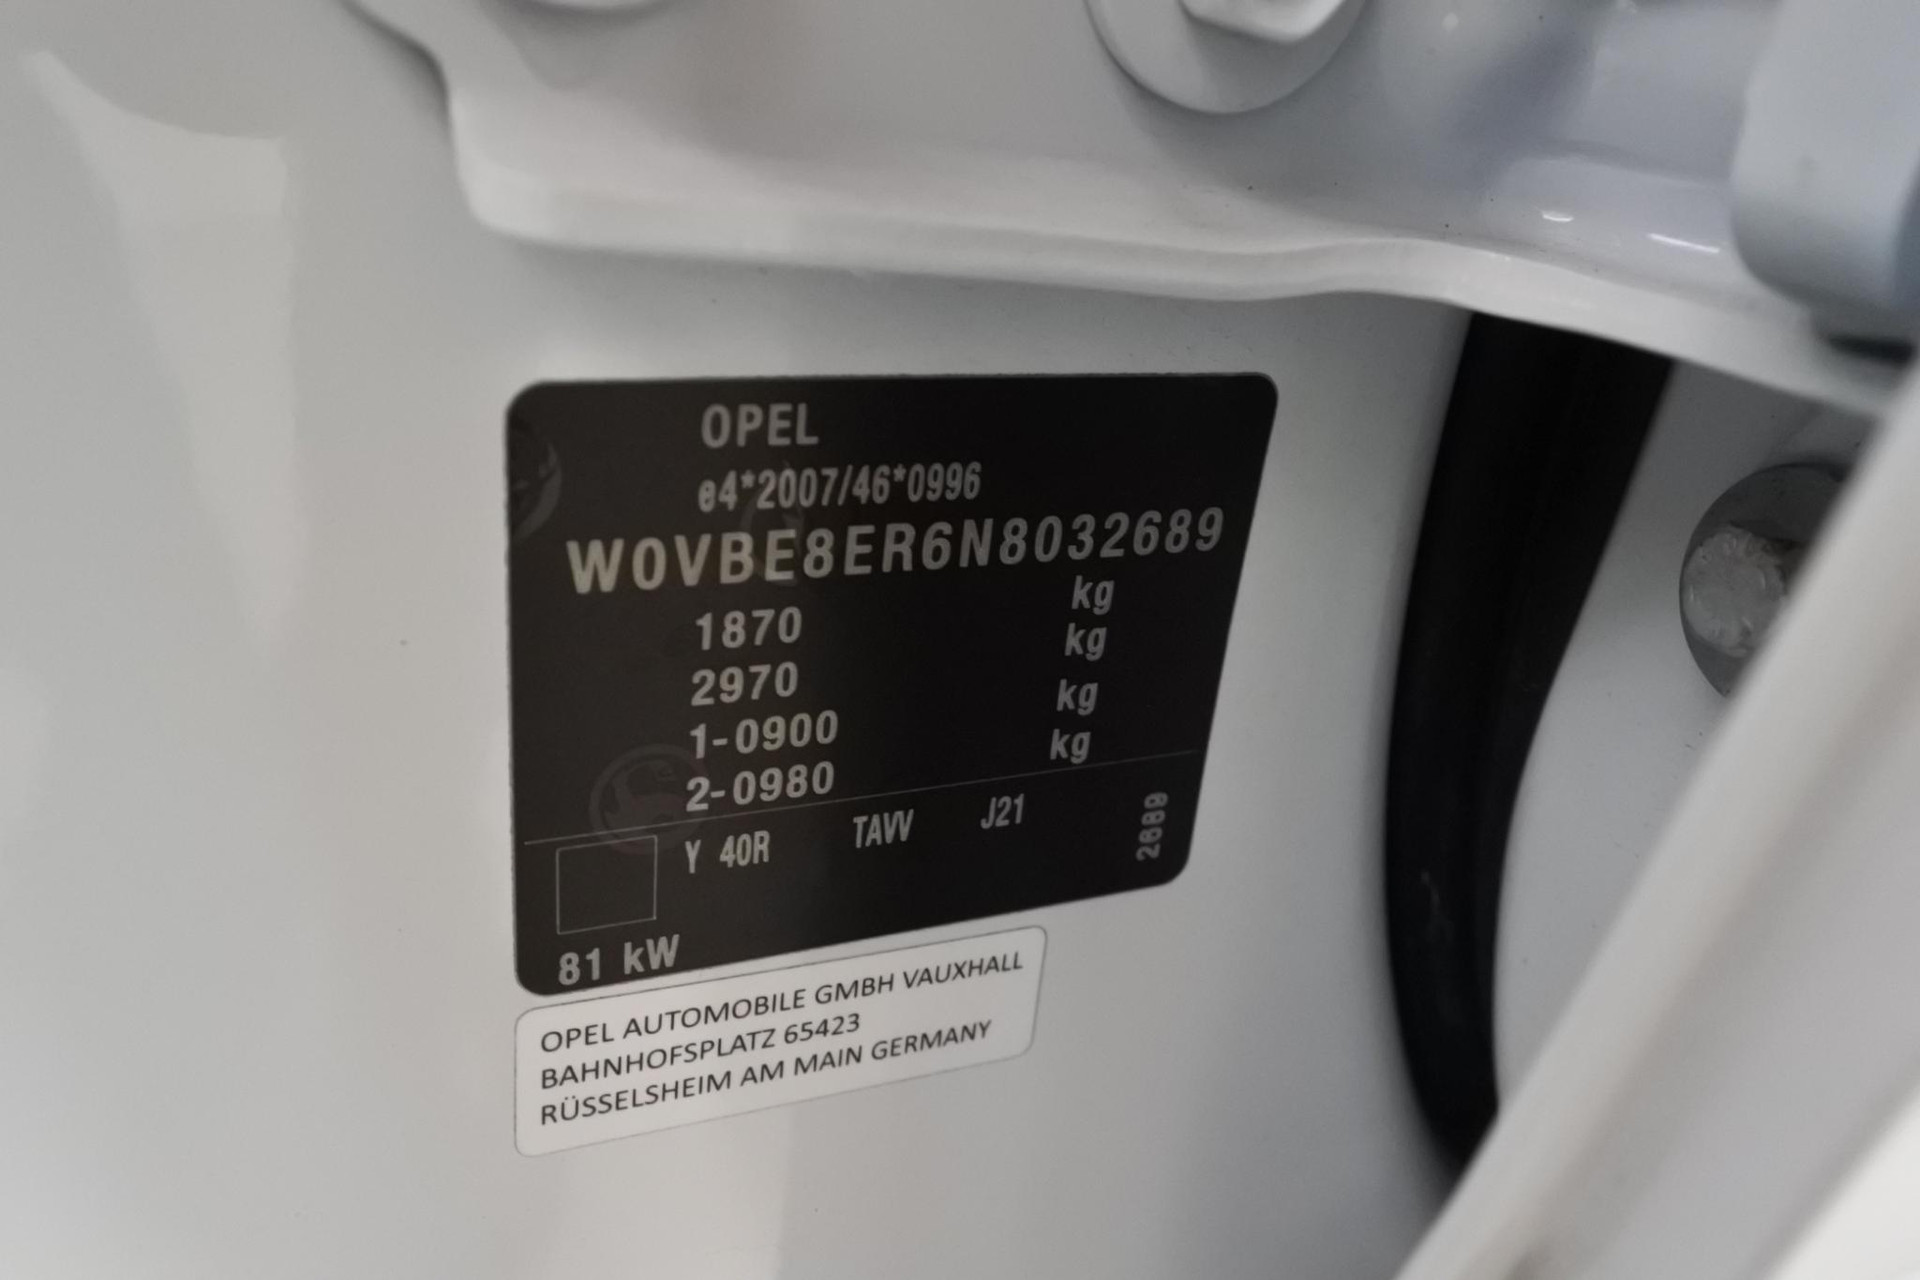 OPEL
e4*2007/46*0996
W0VBE8ER6N8032689
1870 kg
2970 kg
1-0900 kg
2-0980 kg
Y 40R TAVV J21 2689
81 kW
OPEL AUTOMOBILE GMBH VAUXHALL
BAHNHOFSPLATZ 65423
RÜSSELSHEIM AM MAIN GERMANY